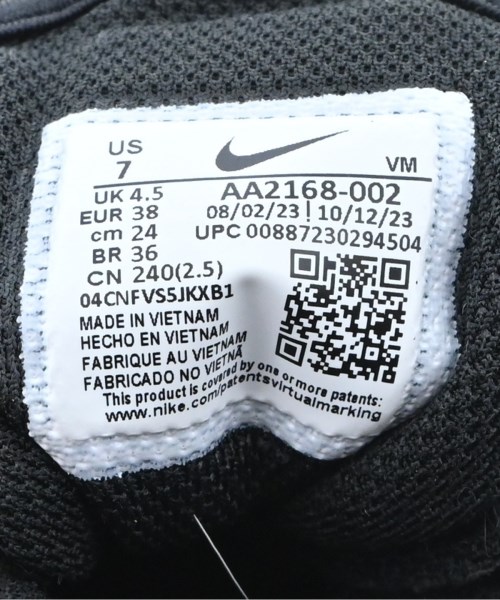 US
7
VM
UK 4.5
EUR 38
cm 24
BR 36
CN 240(2.5)
AA2168-002
08/02/23 | 10/12/23
UPC 00887230294504
04CNFVS5JKXB1
MADE IN VIETNAM
HECHO EN VIETNAM
FABRIQUE AU VIETNAM
FABRICADO NO VIETNÃ
This product is covered by one or more patents:
www.nike.com/patentsvirtualmarking